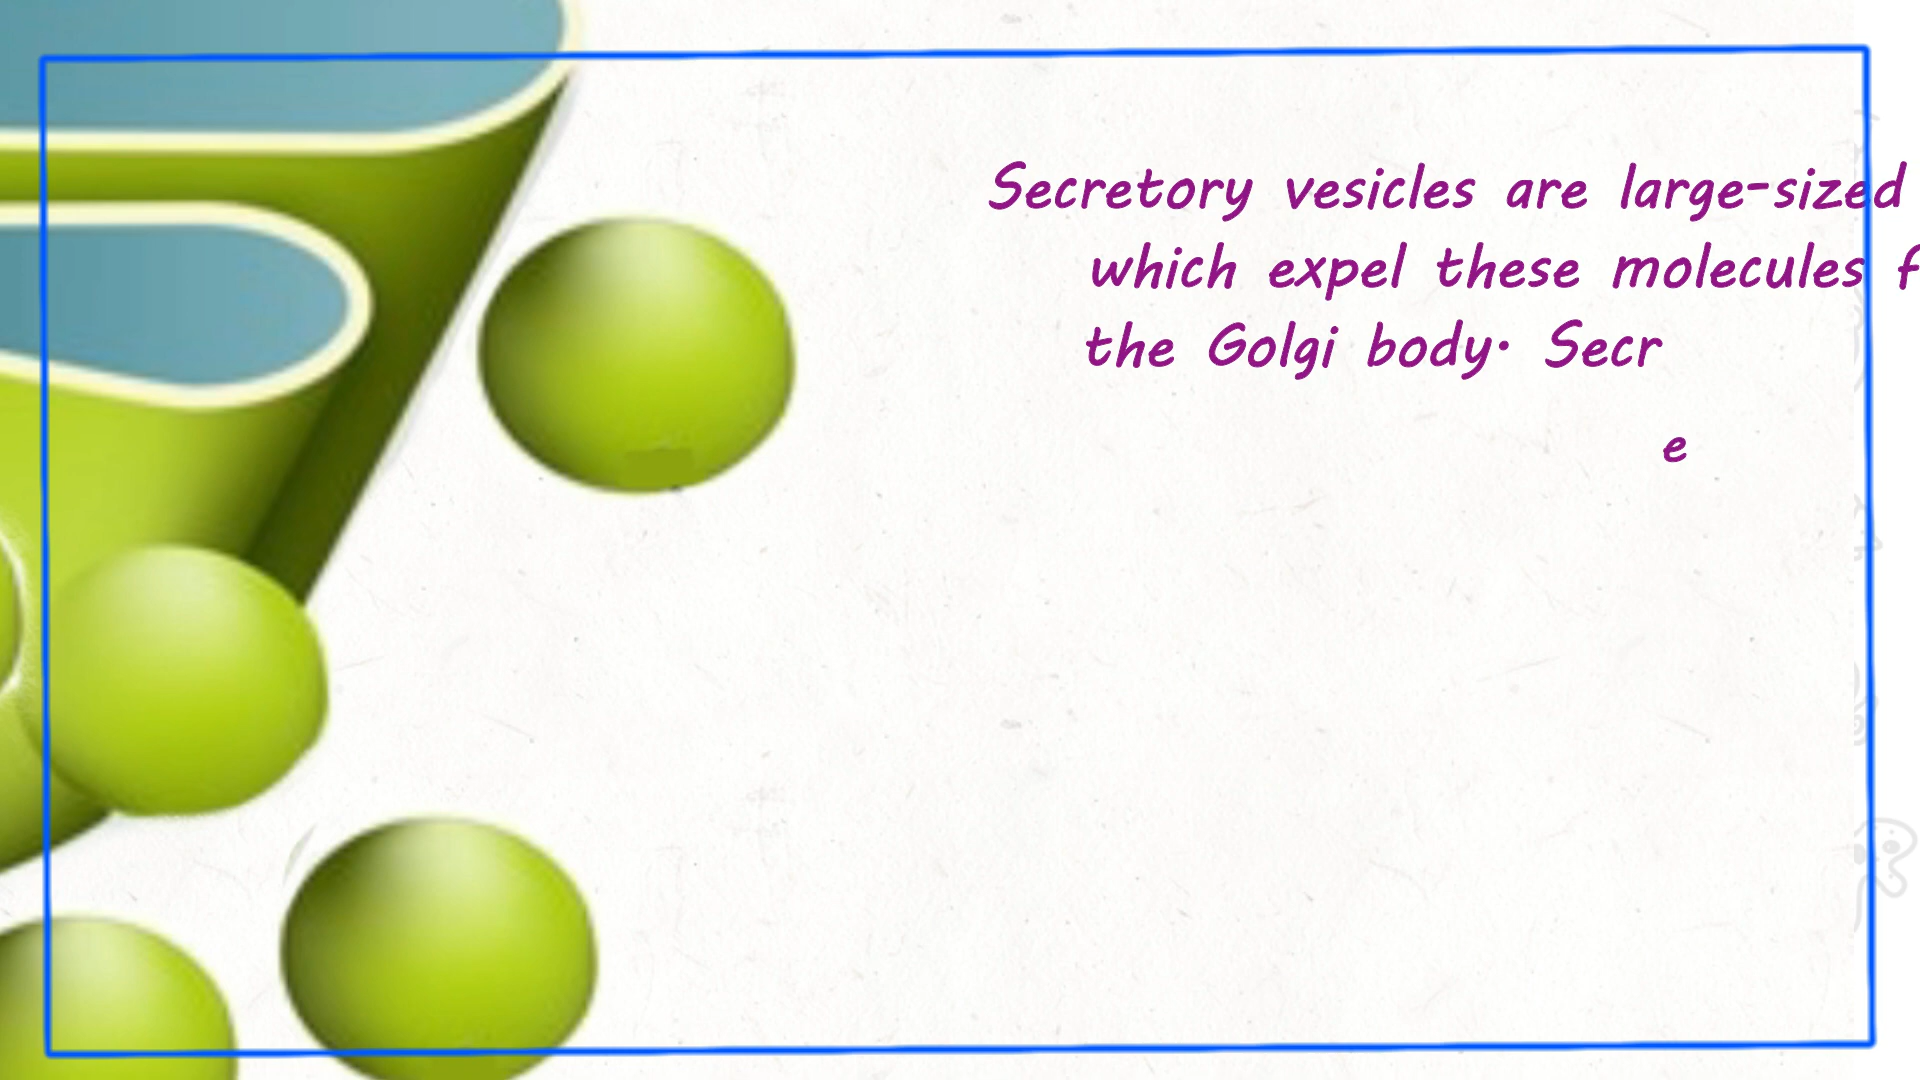 Secretory vesicles are large-sized
which expel these molecules f
the Golgi body. Secr
e